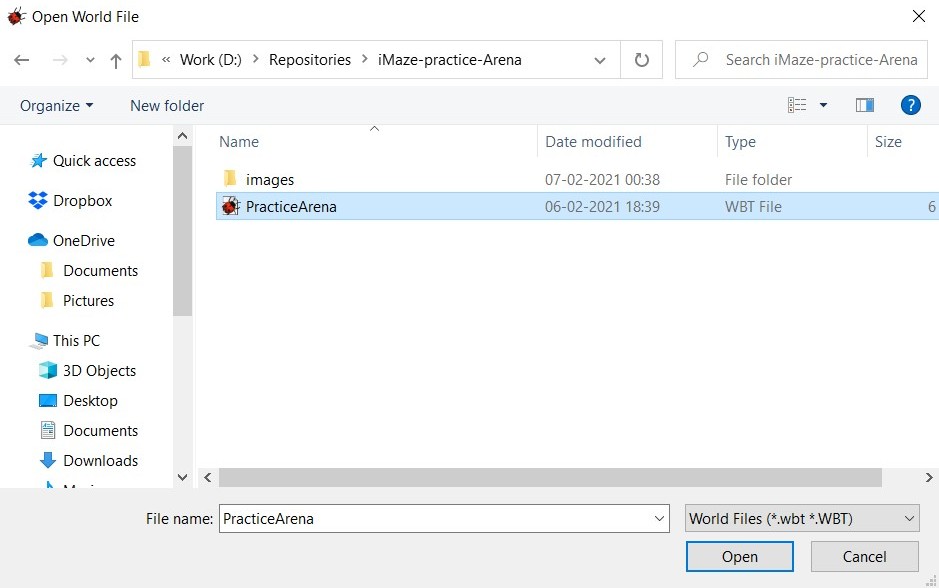 Open World File
« Work (D:) > Repositories > iMaze-practice-Arena
Search iMaze-practice-Arena
Organize New folder
?
Name Date modified Type Size
images 07-02-2021 00:38 File folder
PracticeArena 06-02-2021 18:39 WBT File 6
Quick access
Dropbox
OneDrive
Documents
Pictures
This PC
3D Objects
Desktop
Documents
Downloads
File name: PracticeArena World Files (*.wbt *.WBT)
Open Cancel